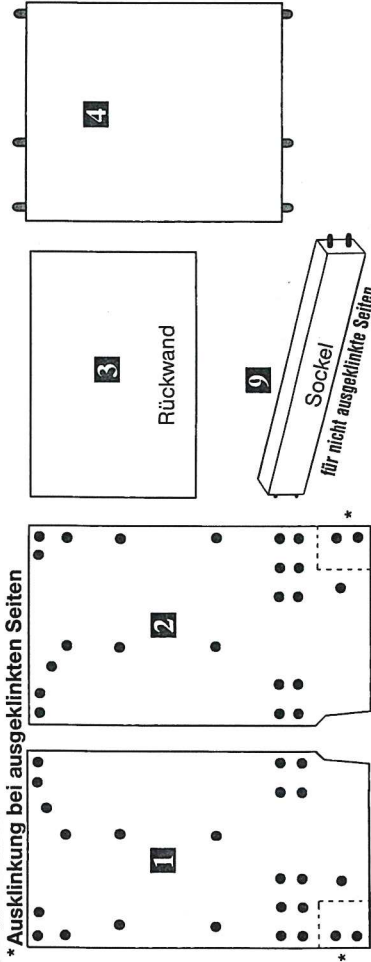 * Ausklinkung bei ausgeklinkten Seiten
1
*
2
*
3
Rückwand
9
Sockel
für nicht ausgeklinkte Seiten
4